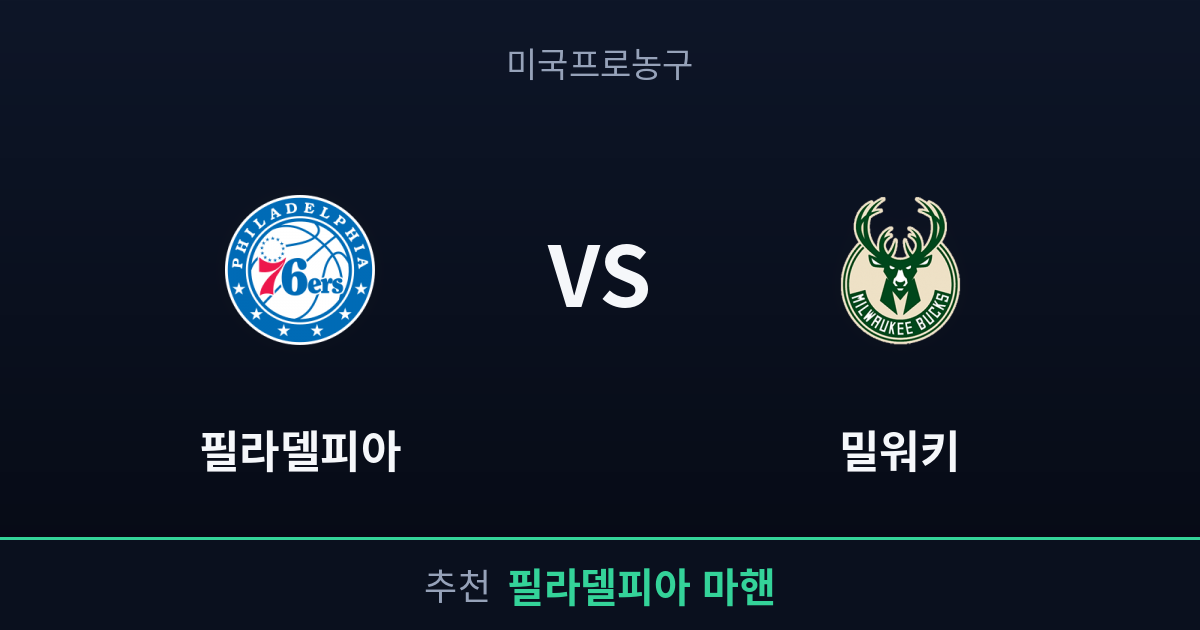 미국프로농구
PHILADELPHIA
76ers
VS
MILWAUKEE BUCKS
필라델피아
밀워키
추천 필라델피아 마핸